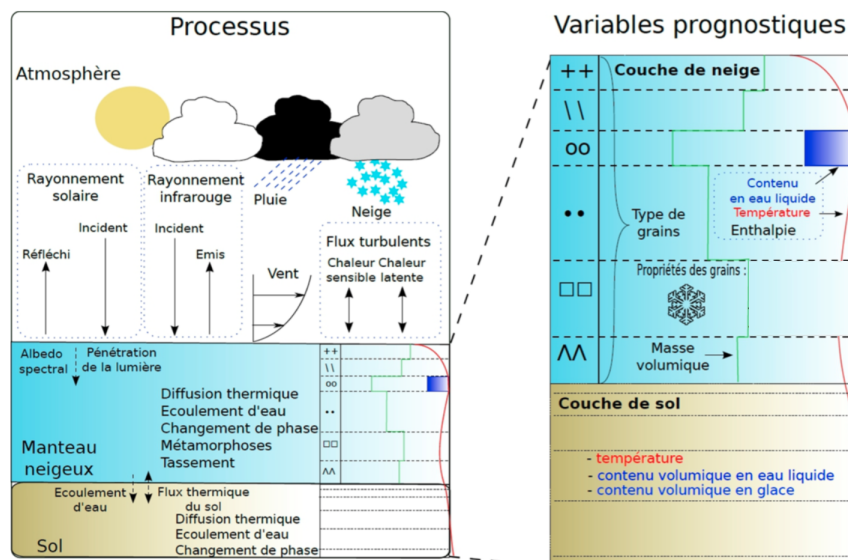 Processus
Atmosphère
Rayonnement
solaire
Réfléchi
Incident
Rayonnement
infrarouge
Incident
Emis
Pluie
Neige
Vent
Flux turbulents
Chaleur Chaleur
sensible latente
Albedo
spectral
Pénétration
de la lumière
Diffusion thermique
Ecoulement d'eau
Changement de phase
Métamorphoses
Tassement
Manteau
neigeux
++
\ \
oo
••
□□
ΛΛ
Ecoulement
d'eau
Flux thermique
du sol
Diffusion thermique
Ecoulement d'eau
Changement de phase
Sol
Variables prognostiques
++
\ \
oo
••
□□
ΛΛ
Couche de neige
Contenu
en eau liquide
Température
Enthalpie
Type de
grains
Propriétés des grains :
Masse
volumique
Couche de sol
- température
- contenu volumique en eau liquide
- contenu volumique en glace